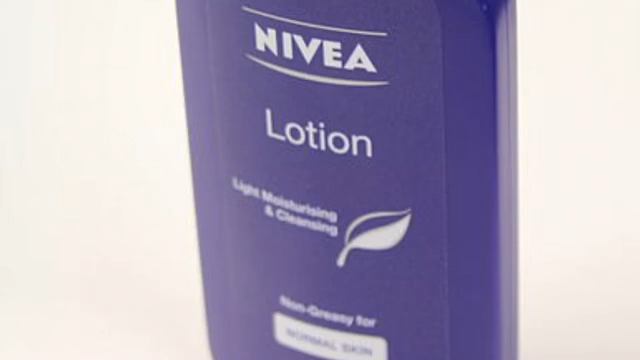 NIVEA
Lotion
Light Moisturising
& Cleansing
Non-Greasy for
NORMAL SKIN